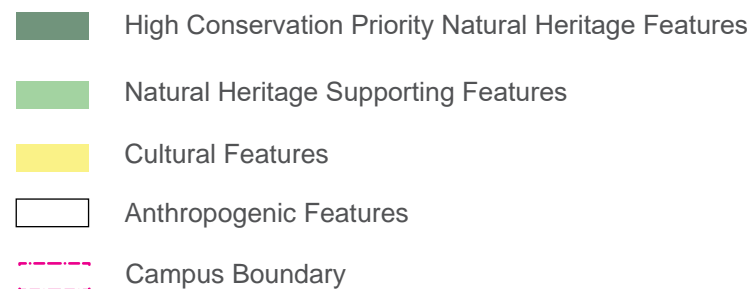 High Conservation Priority Natural Heritage Features
Natural Heritage Supporting Features
Cultural Features
Anthropogenic Features
Campus Boundary